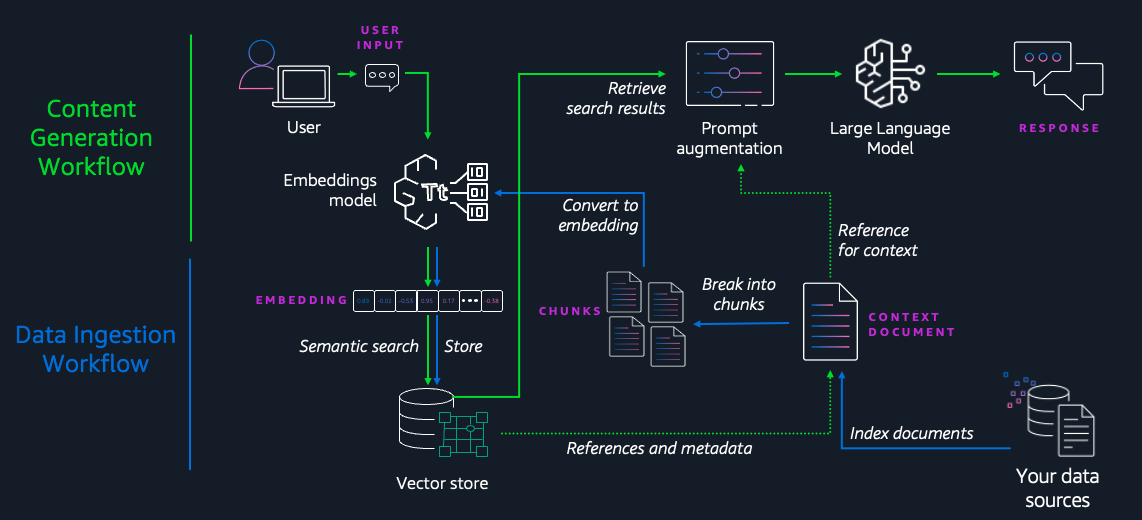 USER
INPUT
Content
Generation
Workflow
User
Retrieve
search results
Prompt
augmentation
Large Language
Model
RESPONSE
Embeddings
model
Tt
Convert to
embedding
Reference
for context
EMBEDDING
0.89 -0.02 -0.53 0.95 0.17 ••• -0.38
CHUNKS
Break into
chunks
CONTEXT
DOCUMENT
Data Ingestion
Workflow
Semantic search
Store
Index documents
References and metadata
Vector store
Your data
sources